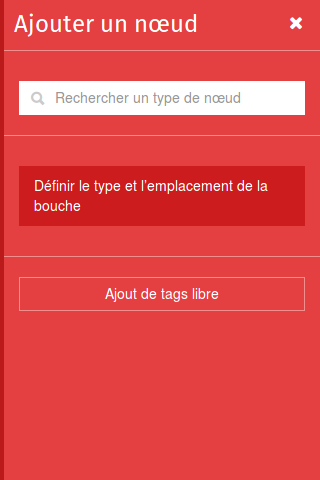 Ajouter un nœud
Rechercher un type de nœud
Définir le type et l'emplacement de la
bouche
Ajout de tags libre